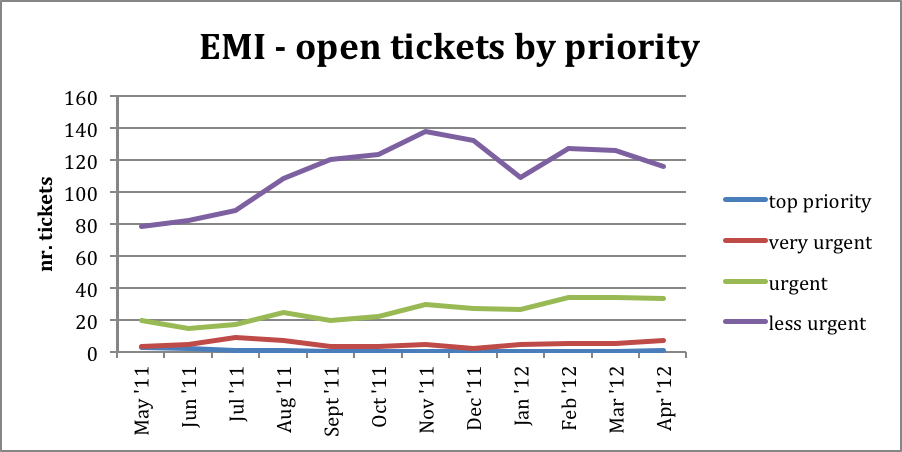 EMI - open tickets by priority
160
140
120
100
80
60
40
20
0
nr. tickets
May '11
Jun '11
Jul '11
Aug '11
Sept '11
Oct '11
Nov '11
Dec '11
Jan '12
Feb '12
Mar '12
Apr '12
top priority
very urgent
urgent
less urgent